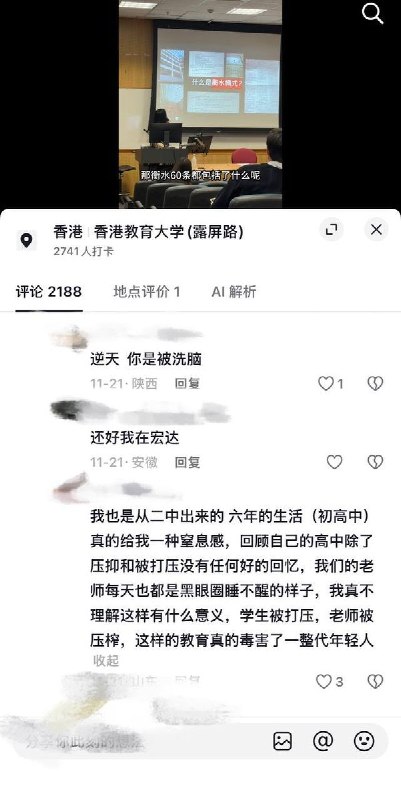 什么是衡水模式？
那衡水60条都包括了什么呢
香港 | 香港教育大学(露屏路)
2741人打卡
评论 2188
地点评价 1
AI 解析
逆天 你是被洗脑
11-21 · 陕西 回复
1
还好我在宏达
11-21 · 安徽 回复
我也是从二中出来的 六年的生活（初高中）
真的给我一种窒息感，回顾自己的高中除了
压抑和被打压没有任何好的回忆，我们的老
师每天也都是黑眼圈睡不醒的样子，我真不
理解这样有什么意义，学生被打压，老师被
压榨，这样的教育真的毒害了一整代年轻人
收起
山东 回复
3